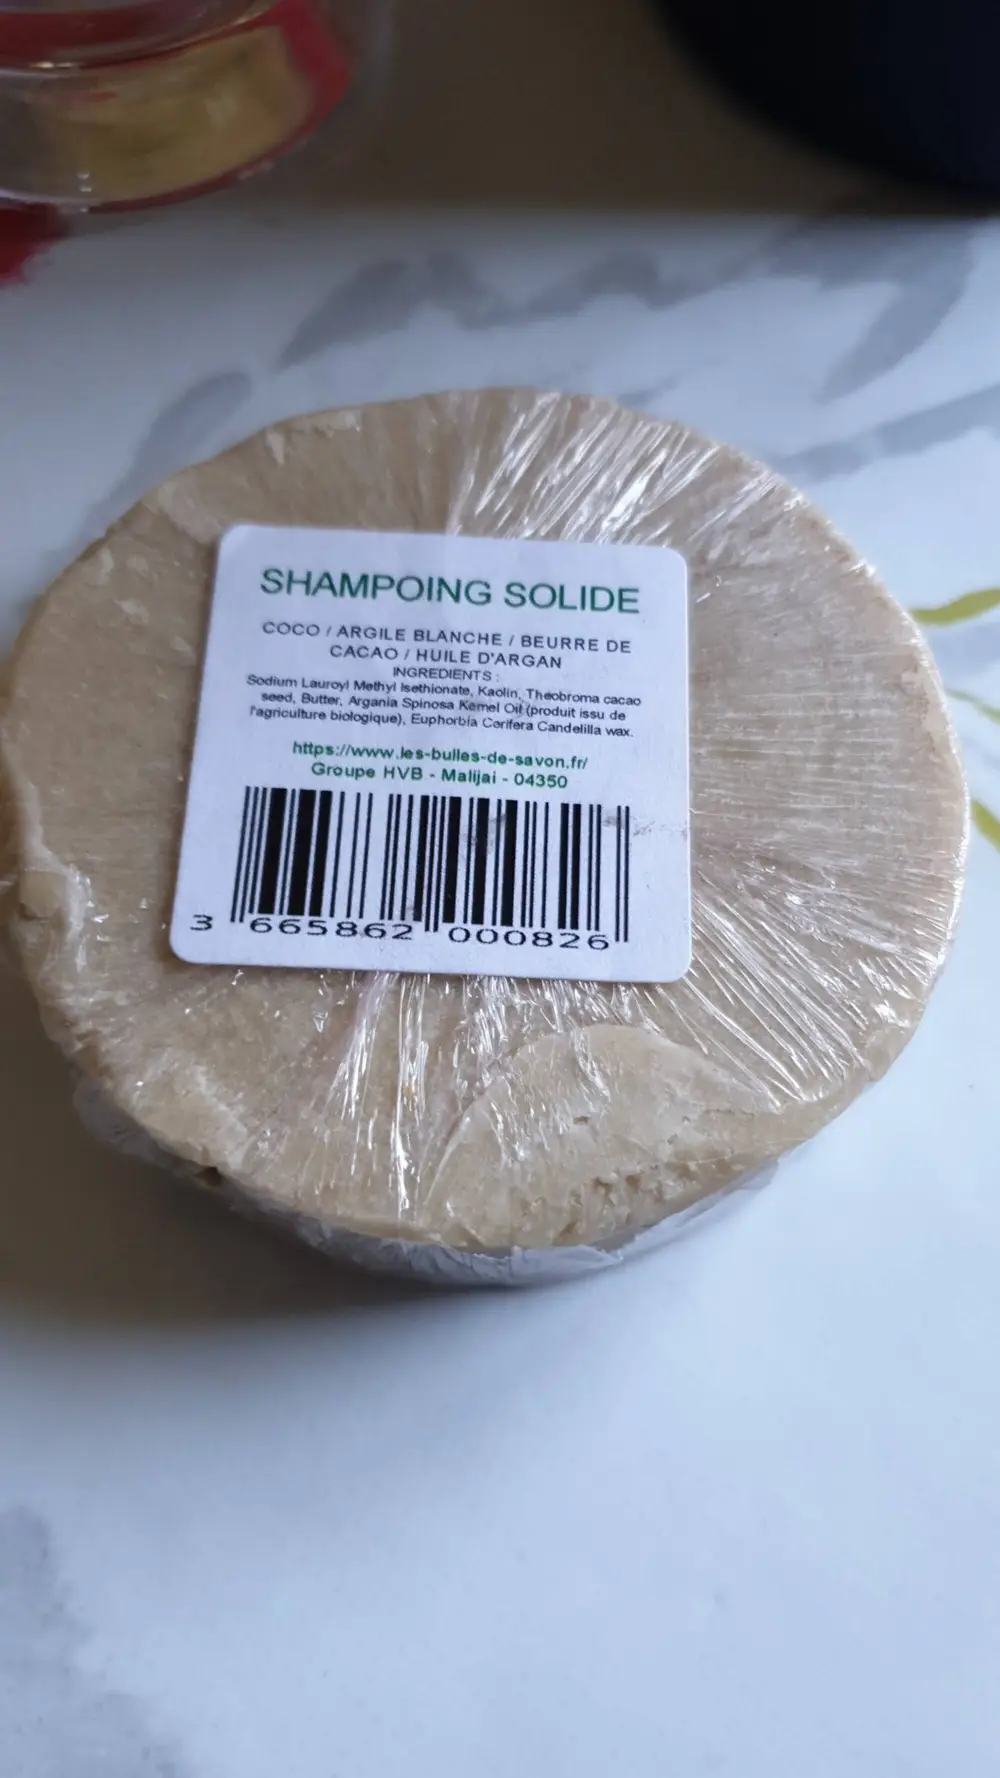 SHAMPOING SOLIDE
COCO / ARGILE BLANCHE / BEURRE DE
CACAO / HUILE D'ARGAN
INGREDIENTS :
Sodium Lauroyl Methyl Isethionate, Kaolin, Theobroma cacao
seed, Butter, Argania Spinosa Kernel Oil (produit issu de
l'agriculture biologique), Euphorbia Cerifera Candelilla wax.
https://www.les-bulles-de-savon.fr/
Groupe HVB - Malijai - 04350
3 665862 000826